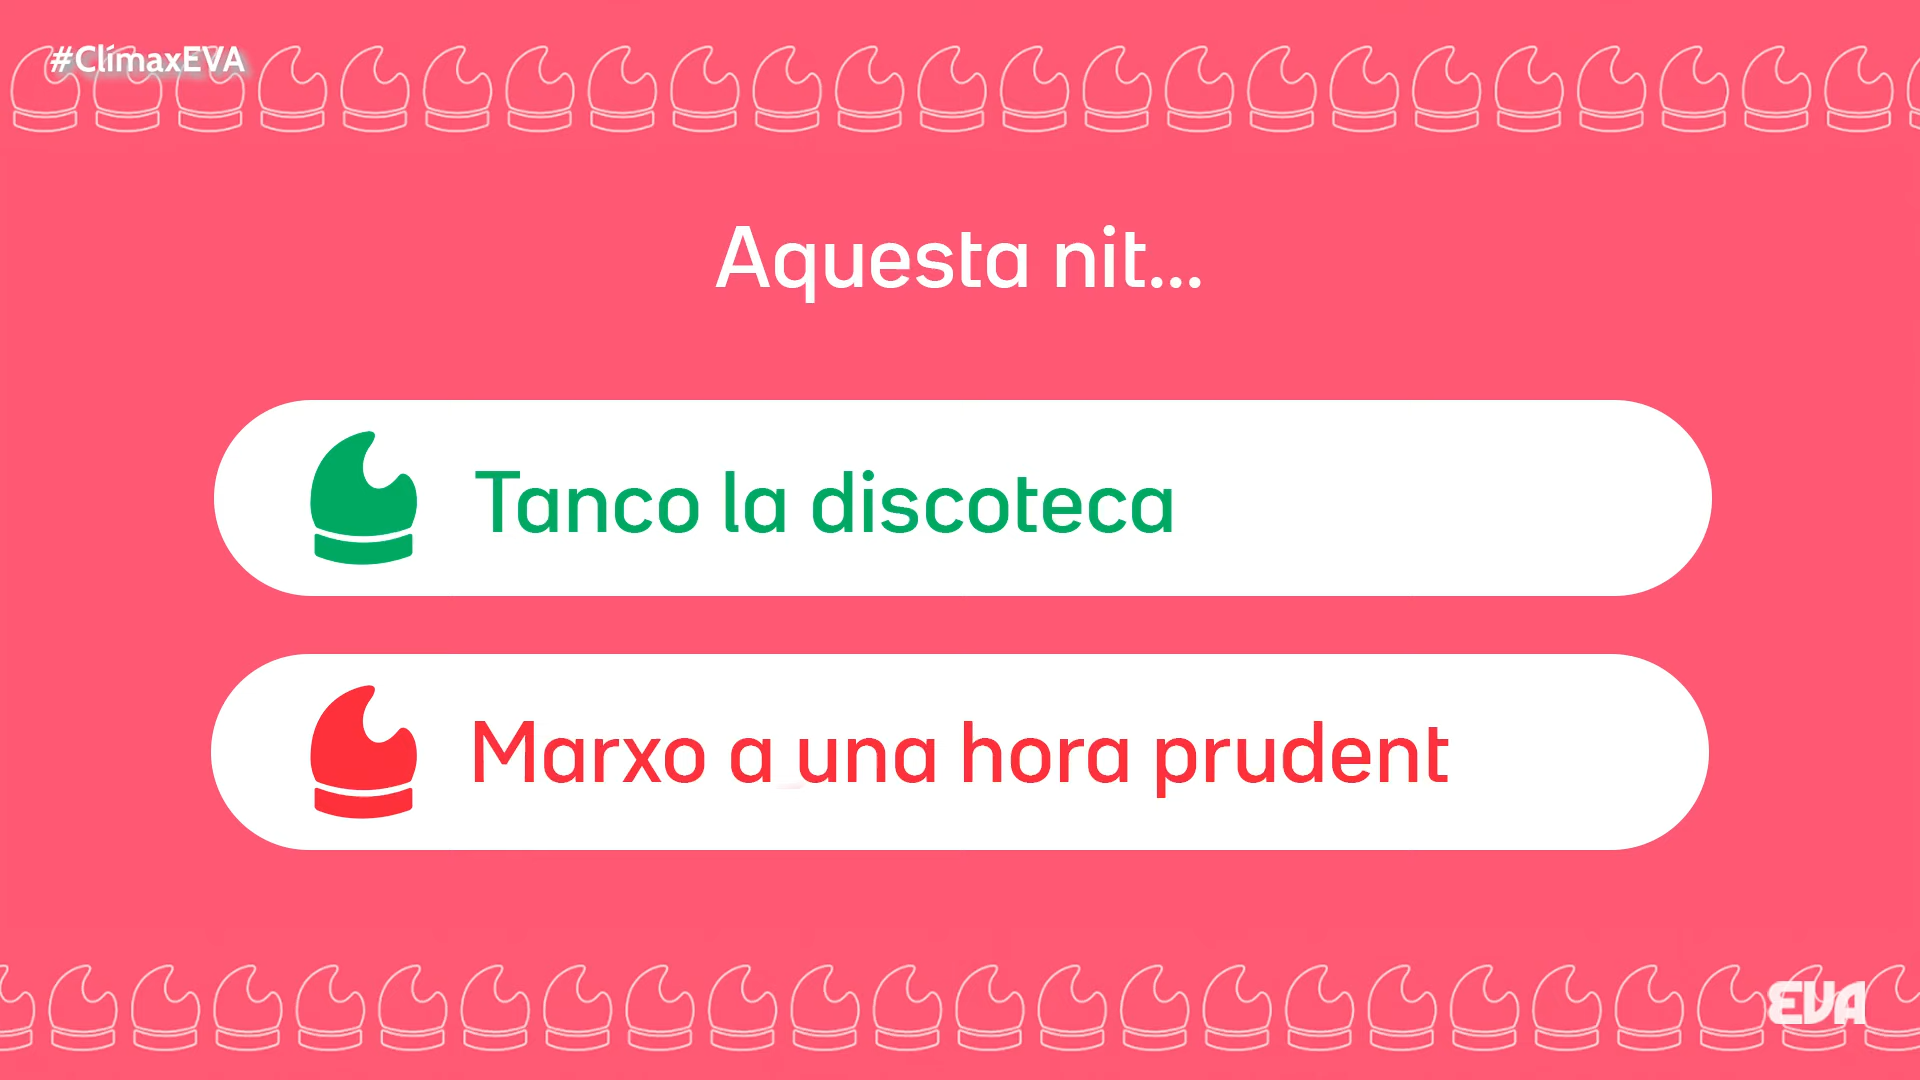 #ClímaxEVA
Aquesta nit...
Tanco la discoteca
Marxo a una hora prudent
EVA